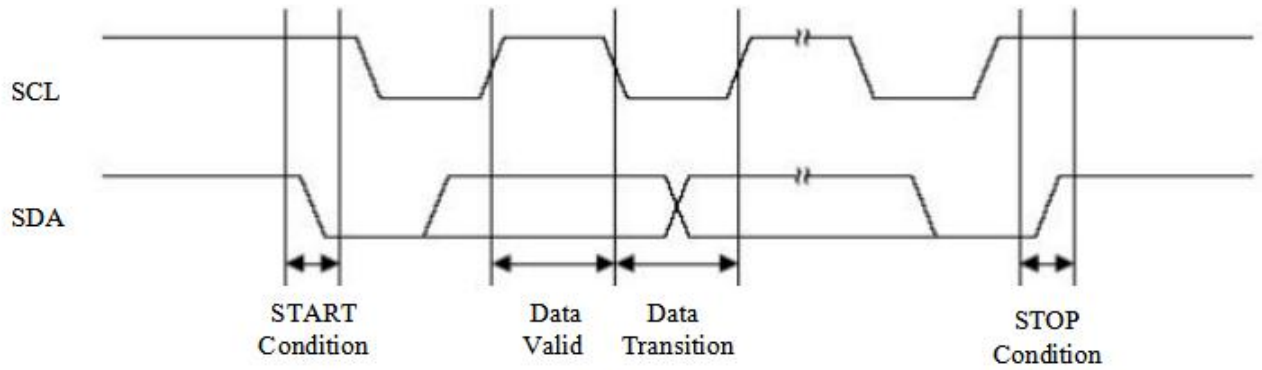 SCL
SDA
START
Condition
Data
Valid
Data
Transition
STOP
Condition